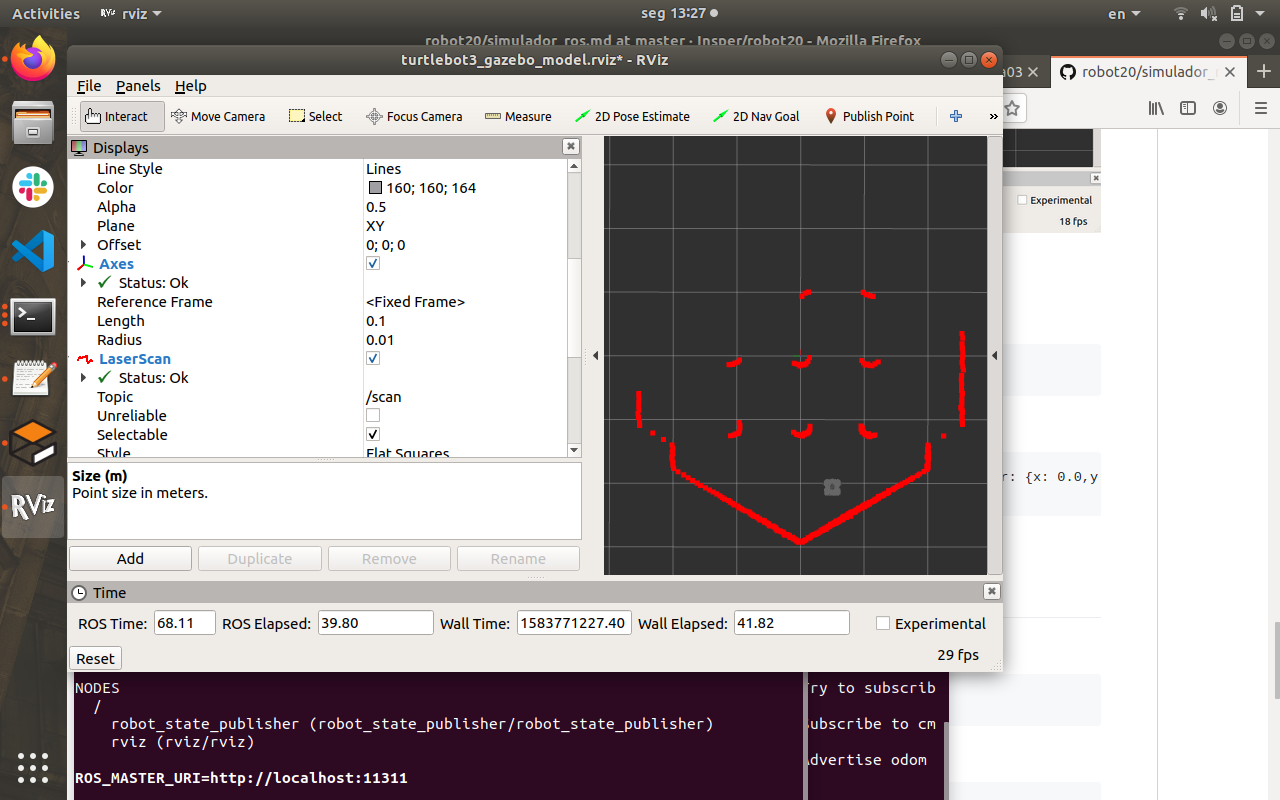 Activities
rviz
seg 13:27
en
robot20/simulador_ros.md at master · Insper/robot20 - Mozilla Firefox
turtlebot3_gazebo_model.rviz* - RViz
a03
robot20/simulador_
File Panels Help
Interact Move Camera Select Focus Camera Measure 2D Pose Estimate 2D Nav Goal Publish Point »
Displays
Line Style Lines
Color 160; 160; 164
Alpha 0.5
Plane XY
Offset 0; 0; 0
Axes
Status: Ok
Reference Frame <Fixed Frame>
Length 0.1
Radius 0.01
LaserScan
Status: Ok
Topic /scan
Unreliable
Selectable
Style Flat Squares
Size (m)
Point size in meters.
Add Duplicate Remove Rename
Time
ROS Time: 68.11 ROS Elapsed: 39.80 Wall Time: 1583771227.40 Wall Elapsed: 41.82 Experimental
Reset
29 fps
Experimental
18 fps
r: {x: 0.0,y
RViz
NODES
/
robot_state_publisher (robot_state_publisher/robot_state_publisher)
rviz (rviz/rviz)
ROS_MASTER_URI=http://localhost:11311
ry to subscrib
ubscribe to cm
dvertise odom